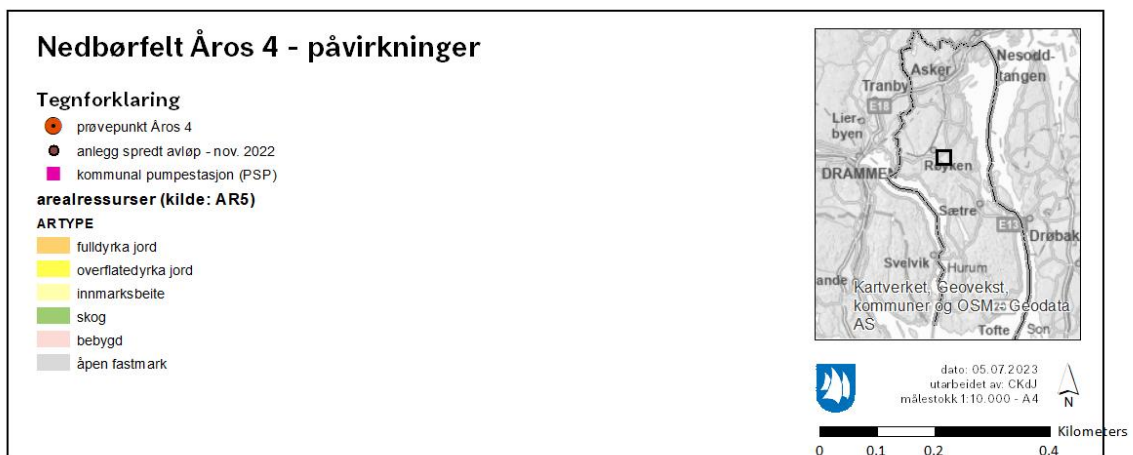 Nedbørfelt Åros 4 - påvirkninger
Tegnforklaring
prøvepunkt Åros 4
anlegg spredt avløp - nov. 2022
kommunal pumpestasjon (PSP)
arealressurser (kilde: AR5)
ARTYPE
fulldyrka jord
overflatedyrka jord
innmarksbeite
skog
bebygd
åpen fastmark
Nesodd-
Asker
tangen
Tranby
E18
Lier-
byen
Røyken
DRAMMEN
Sætre
E13
Drøbak
Svelvik
Hurum
ande
Kartverket, Geovekst,
kommuner og OSM - Geodata
AS
Tofte
Son
dato: 05.07.2023
utarbeidet av: CKdJ
målestokk 1:10.000 - A4
N
Kilometers
0 0,1 0,2 0,4